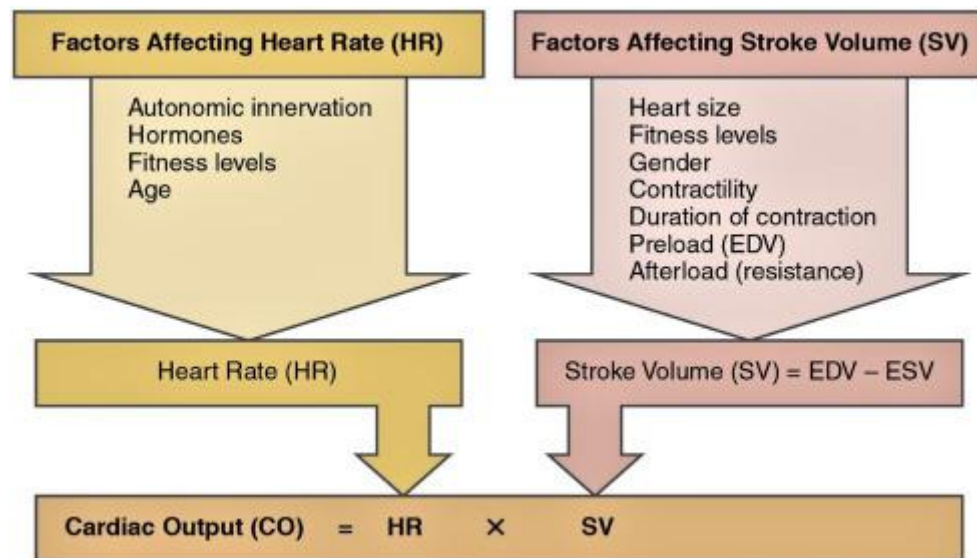 Factors Affecting Heart Rate (HR)
Autonomic innervation
Hormones
Fitness levels
Age
Factors Affecting Stroke Volume (SV)
Heart size
Fitness levels
Gender
Contractility
Duration of contraction
Preload (EDV)
Afterload (resistance)
Heart Rate (HR)
Stroke Volume (SV) = EDV – ESV
Cardiac Output (CO) = HR × SV